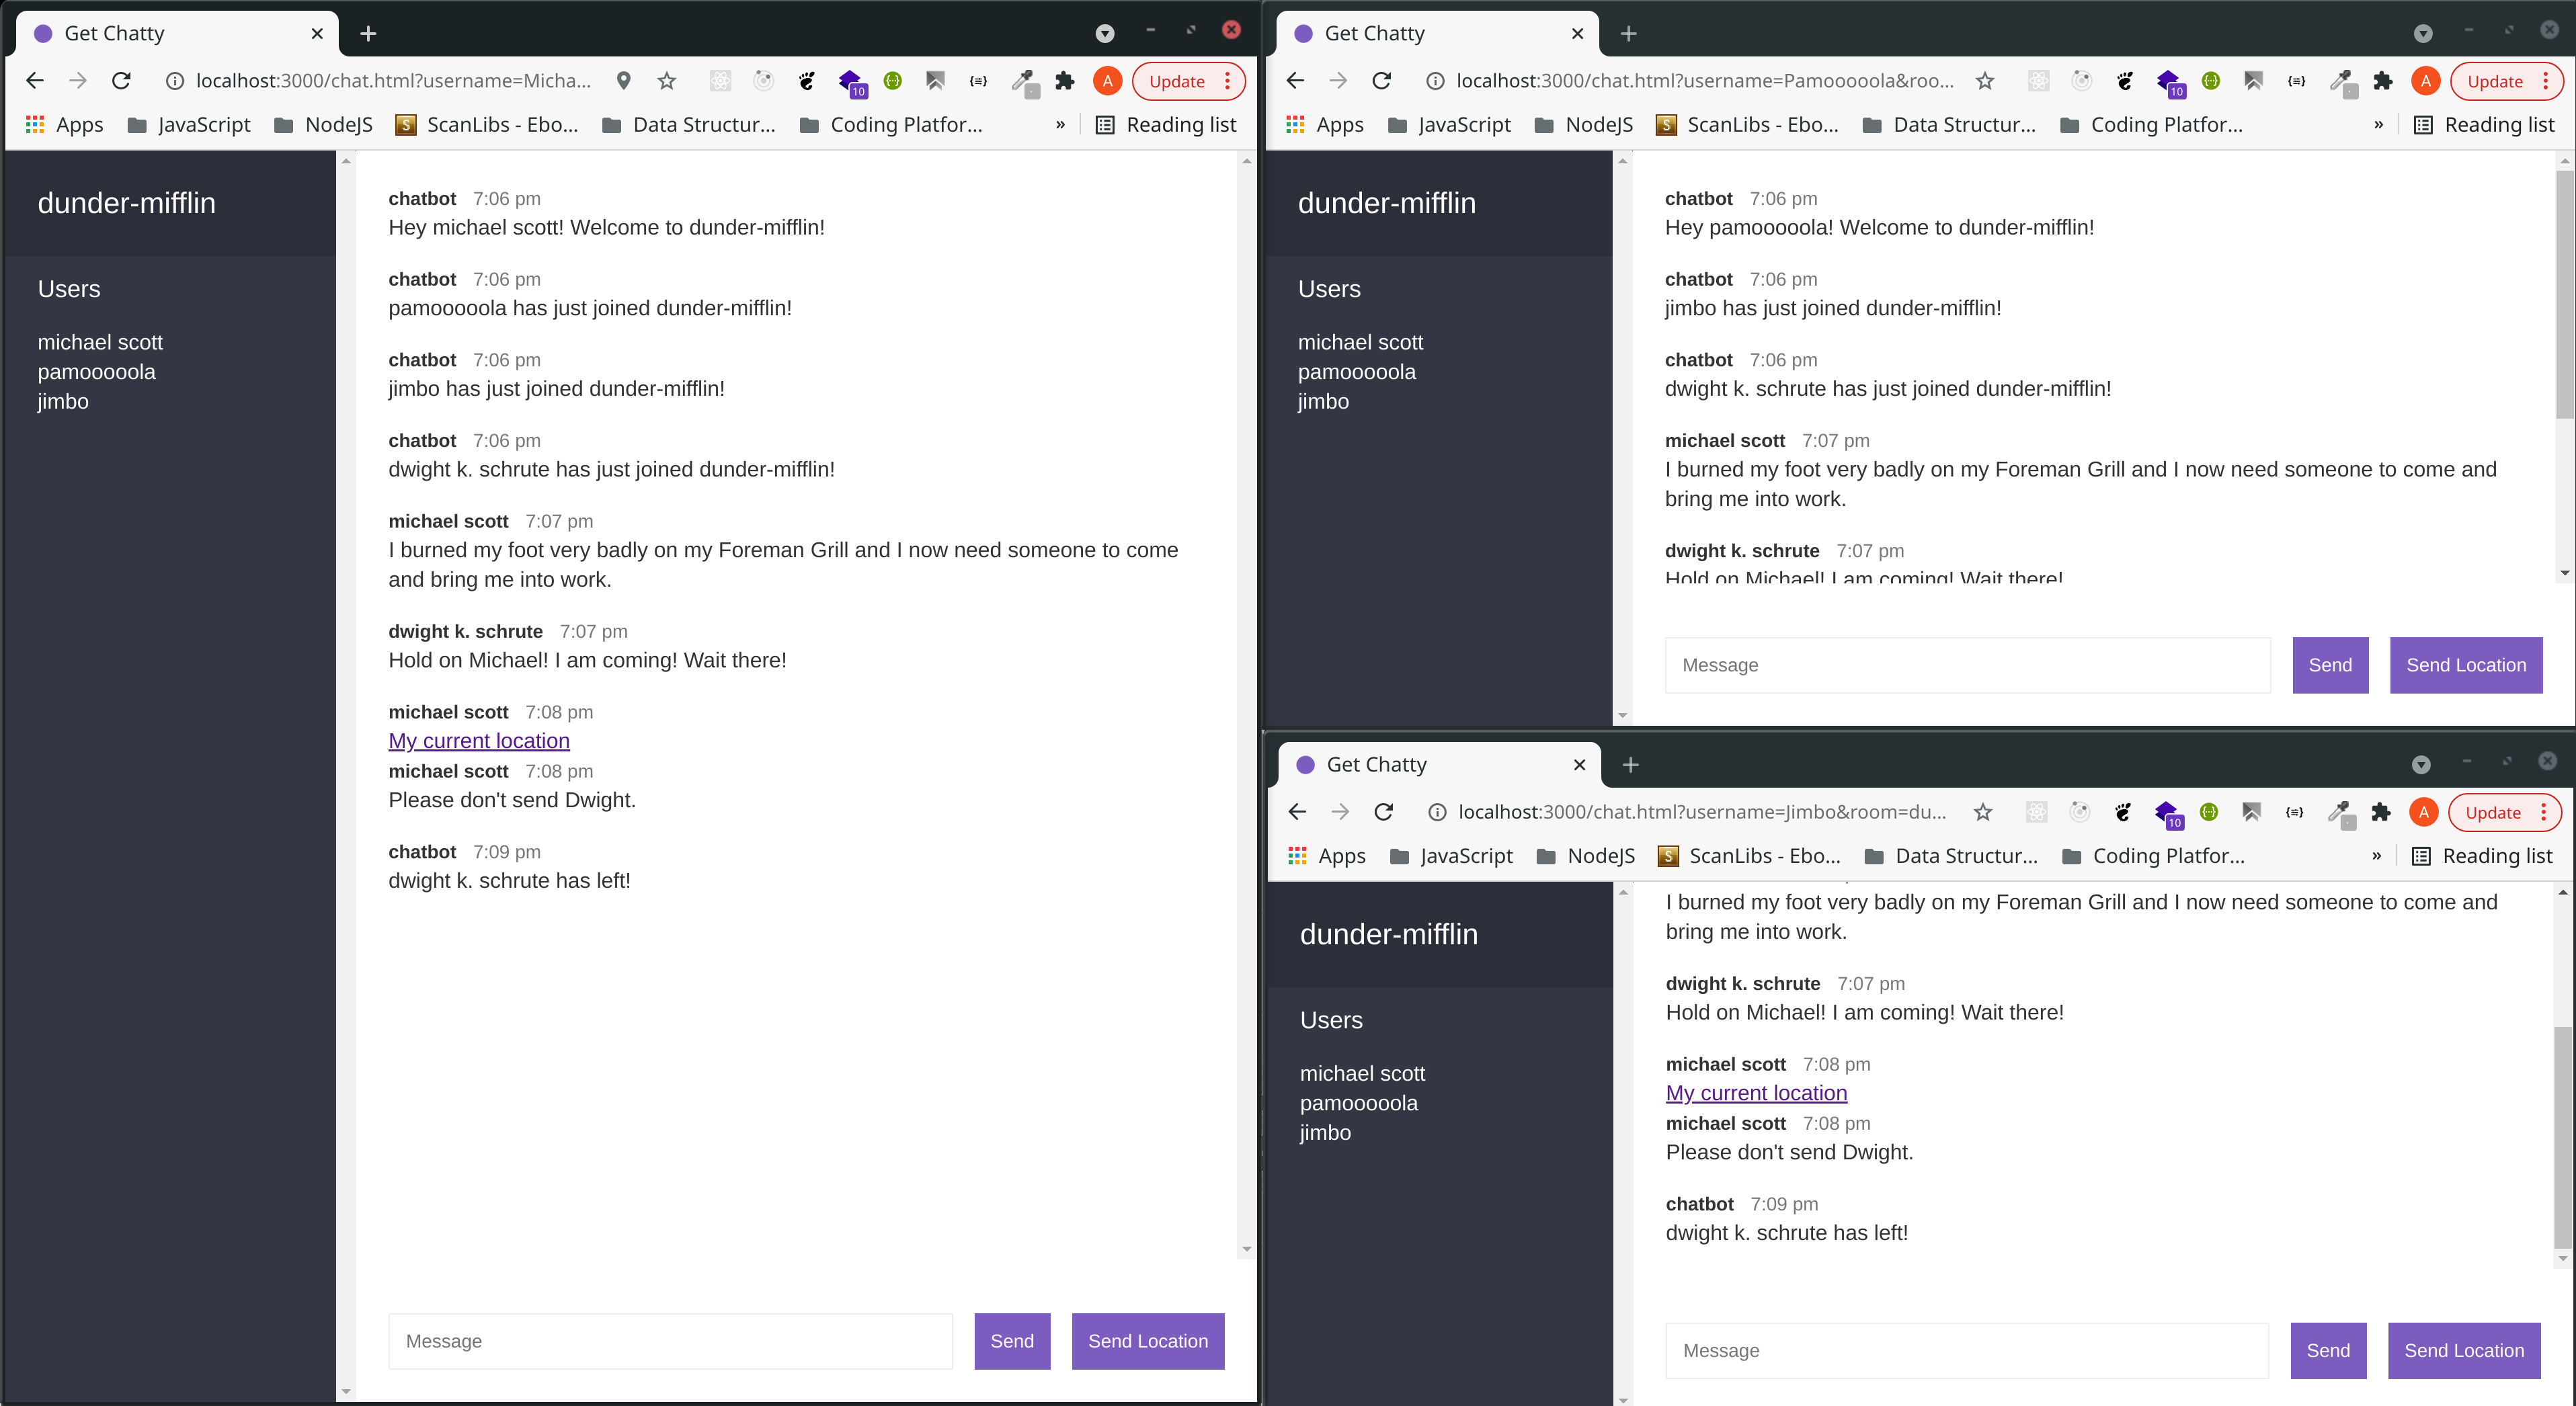 Get Chatty
localhost:3000/chat.html?username=Micha...
10
A
Update
Apps
JavaScript
NodeJS
S
ScanLibs - Ebo...
Data Structur...
Coding Platfor...
»
Reading list
dunder-mifflin
Users
michael scott
pamooooola
jimbo
chatbot 7:06 pm
Hey michael scott! Welcome to dunder-mifflin!
chatbot 7:06 pm
pamooooola has just joined dunder-mifflin!
chatbot 7:06 pm
jimbo has just joined dunder-mifflin!
chatbot 7:06 pm
dwight k. schrute has just joined dunder-mifflin!
michael scott 7:07 pm
I burned my foot very badly on my Foreman Grill and I now need someone to come
and bring me into work.
dwight k. schrute 7:07 pm
Hold on Michael! I am coming! Wait there!
michael scott 7:08 pm
My current location
michael scott 7:08 pm
Please don't send Dwight.
chatbot 7:09 pm
dwight k. schrute has left!
Message
Send
Send Location
Get Chatty
localhost:3000/chat.html?username=Pamooooola&roo...
10
A
Update
Apps
JavaScript
NodeJS
S
ScanLibs - Ebo...
Data Structur...
Coding Platfor...
»
Reading list
dunder-mifflin
Users
michael scott
pamooooola
jimbo
chatbot 7:06 pm
Hey pamooooola! Welcome to dunder-mifflin!
chatbot 7:06 pm
jimbo has just joined dunder-mifflin!
chatbot 7:06 pm
dwight k. schrute has just joined dunder-mifflin!
michael scott 7:07 pm
I burned my foot very badly on my Foreman Grill and I now need someone to come and
bring me into work.
dwight k. schrute 7:07 pm
Hold on Michael! I am coming! Wait there!
Message
Send
Send Location
Get Chatty
localhost:3000/chat.html?username=Jimbo&room=du...
10
A
Update
Apps
JavaScript
NodeJS
S
ScanLibs - Ebo...
Data Structur...
Coding Platfor...
»
Reading list
dunder-mifflin
Users
michael scott
pamooooola
jimbo
I burned my foot very badly on my Foreman Grill and I now need someone to come and
bring me into work.
dwight k. schrute 7:07 pm
Hold on Michael! I am coming! Wait there!
michael scott 7:08 pm
My current location
michael scott 7:08 pm
Please don't send Dwight.
chatbot 7:09 pm
dwight k. schrute has left!
Message
Send
Send Location